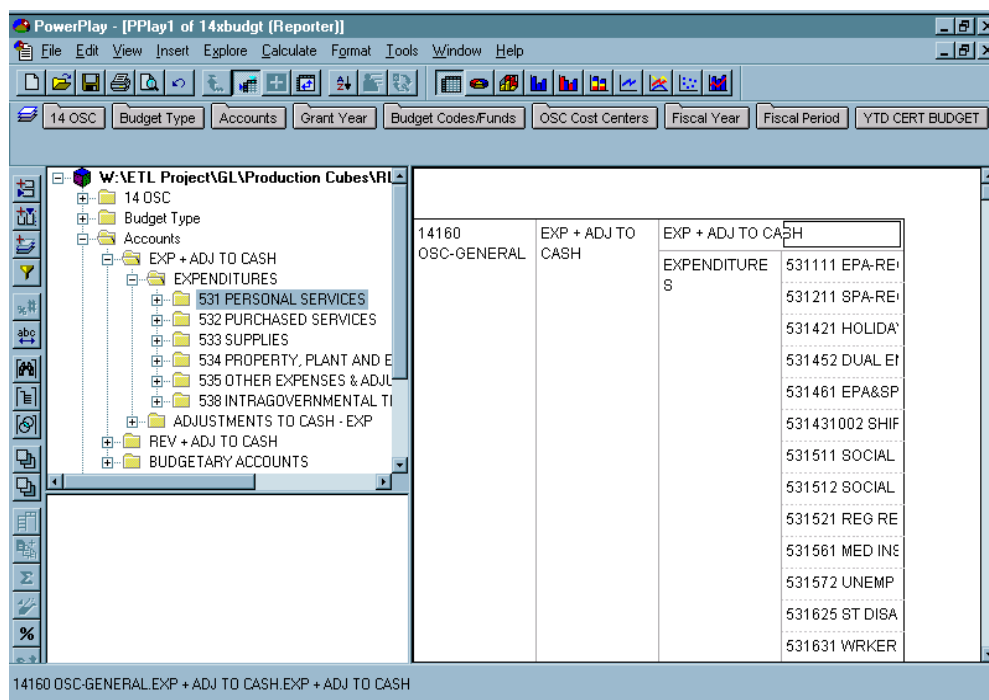 PowerPlay - [PPlay1 of 14xbudgt (Reporter)]
File Edit View Insert Explore Calculate Format Tools Window Help
14 OSC Budget Type Accounts Grant Year Budget Codes/Funds OSC Cost Centers Fiscal Year Fiscal Period YTD CERT BUDGET
W:\ETL Project\GL\Production Cubes\
14 OSC
Budget Type
Accounts
EXP + ADJ TO CASH
EXPENDITURES
531 PERSONAL SERVICES
532 PURCHASED SERVICES
533 SUPPLIES
534 PROPERTY, PLANT AND E
535 OTHER EXPENSES & ADJU
538 INTRAGOVERNMENTAL T
ADJUSTMENTS TO CASH - EXP
REV + ADJ TO CASH
BUDGETARY ACCOUNTS
14160
OSC-GENERAL
EXP + ADJ TO
CASH
EXP + ADJ TO CASH
EXPENDITURE
S
531111 EPA-RE
531211 SPA-RE
531421 HOLIDA
531452 DUAL E
531461 EPA&SP
531431002 SHIF
531511 SOCIAL
531512 SOCIAL
531521 REG RE
531561 MED INS
531572 UNEMP
531625 ST DISA
531631 WRKER
abc
%
14160 OSC-GENERAL.EXP + ADJ TO CASH.EXP + ADJ TO CASH